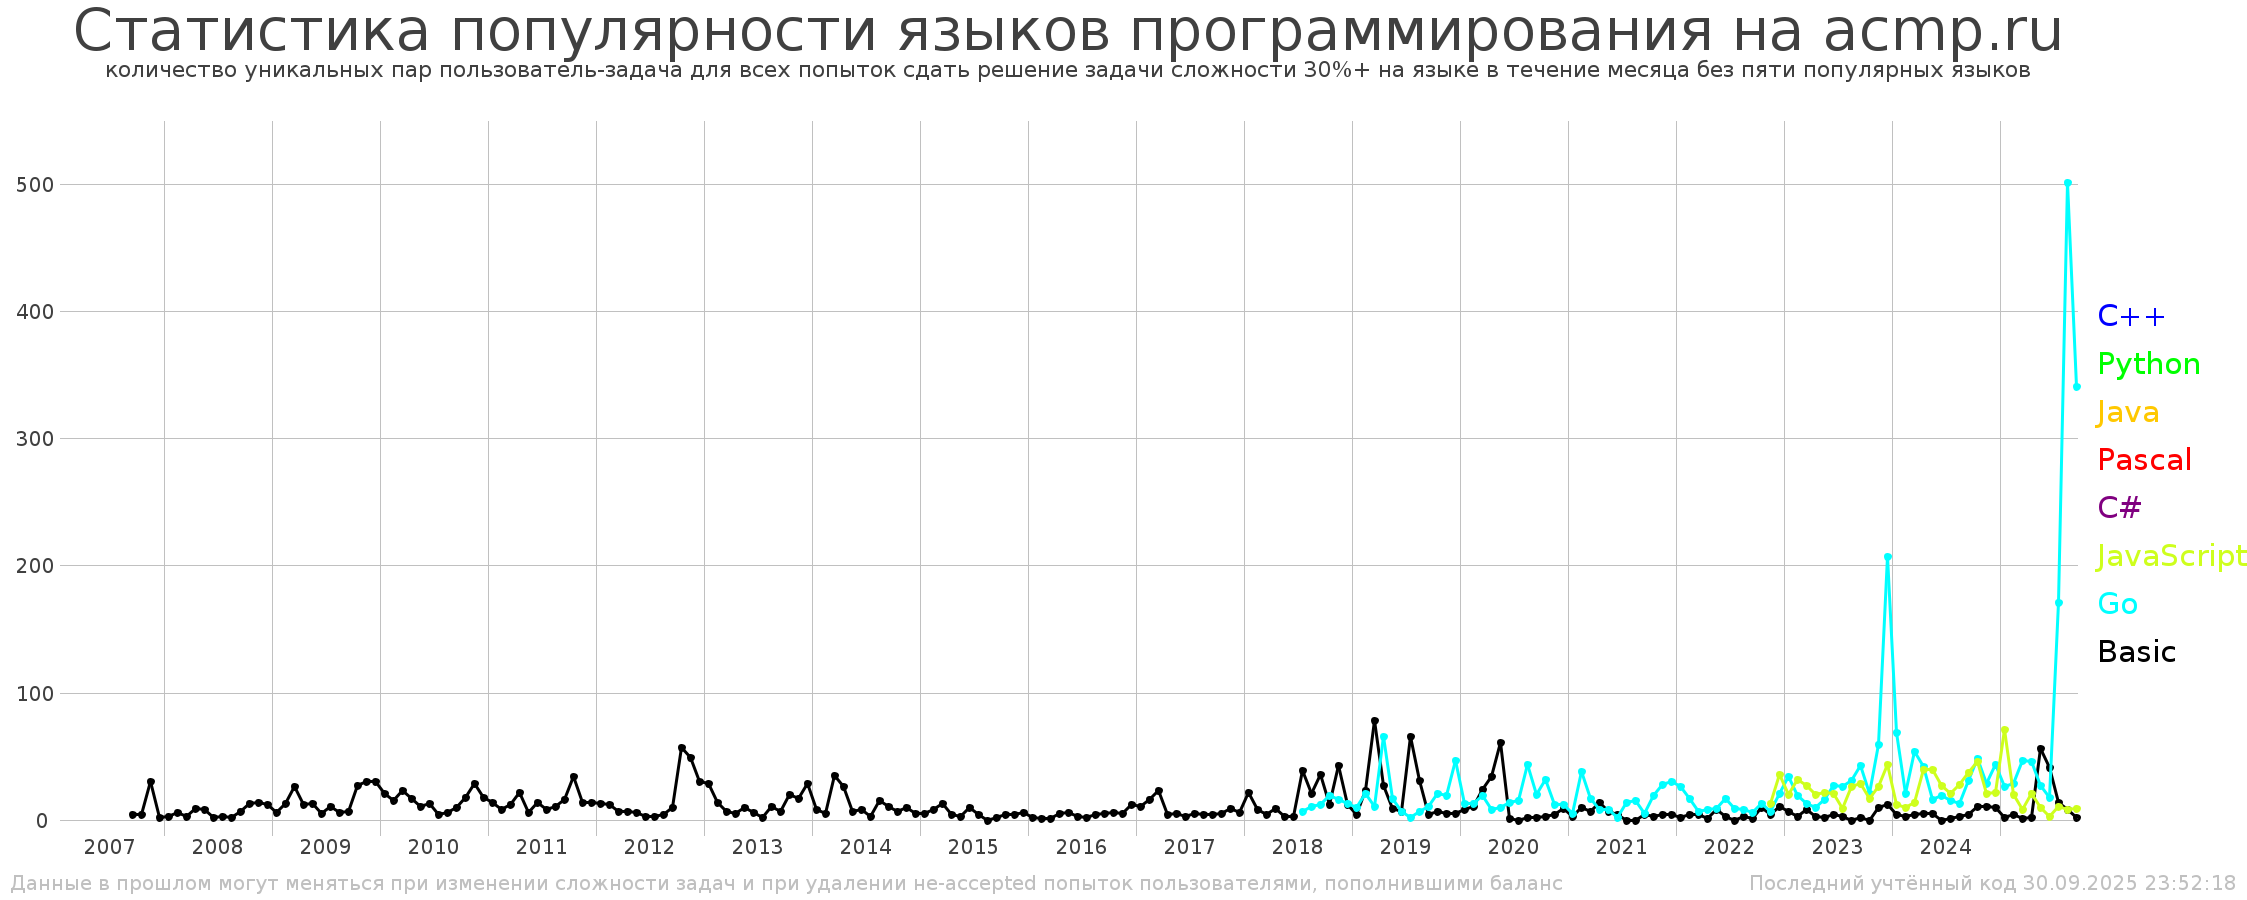 Статистика популярности языков программирования на acmp.ru
количество уникальных пар пользователь-задача для всех попыток сдать решение задачи сложности 30%+ на языке в течение месяца без пяти популярных языков
500
400
300
200
100
0
C++
Python
Java
Pascal
C#
JavaScript
Go
Basic
2007 2008 2009 2010 2011 2012 2013 2014 2015 2016 2017 2018 2019 2020 2021 2022 2023 2024
Данные в прошлом могут меняться при изменении сложности задач и при удалении не-accepted попыток пользователями, пополнившими баланс
Последний учтённый код 30.09.2025 23:52:18